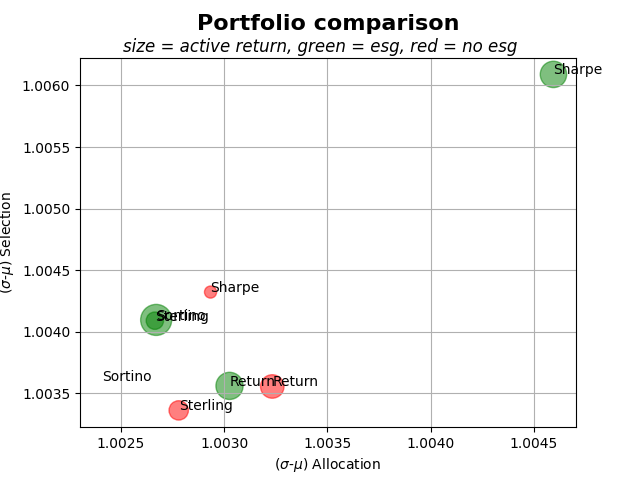 Portfolio comparison
size = active return, green = esg, red = no esg
1.0060
1.0055
1.0050
1.0045
1.0040
1.0035
(σ-μ) Selection
Sharpe
Sharpe
Sortino
Sterling
Sortino
Return
Return
Sterling
1.0025
1.0030
1.0035
1.0040
1.0045
(σ-μ) Allocation